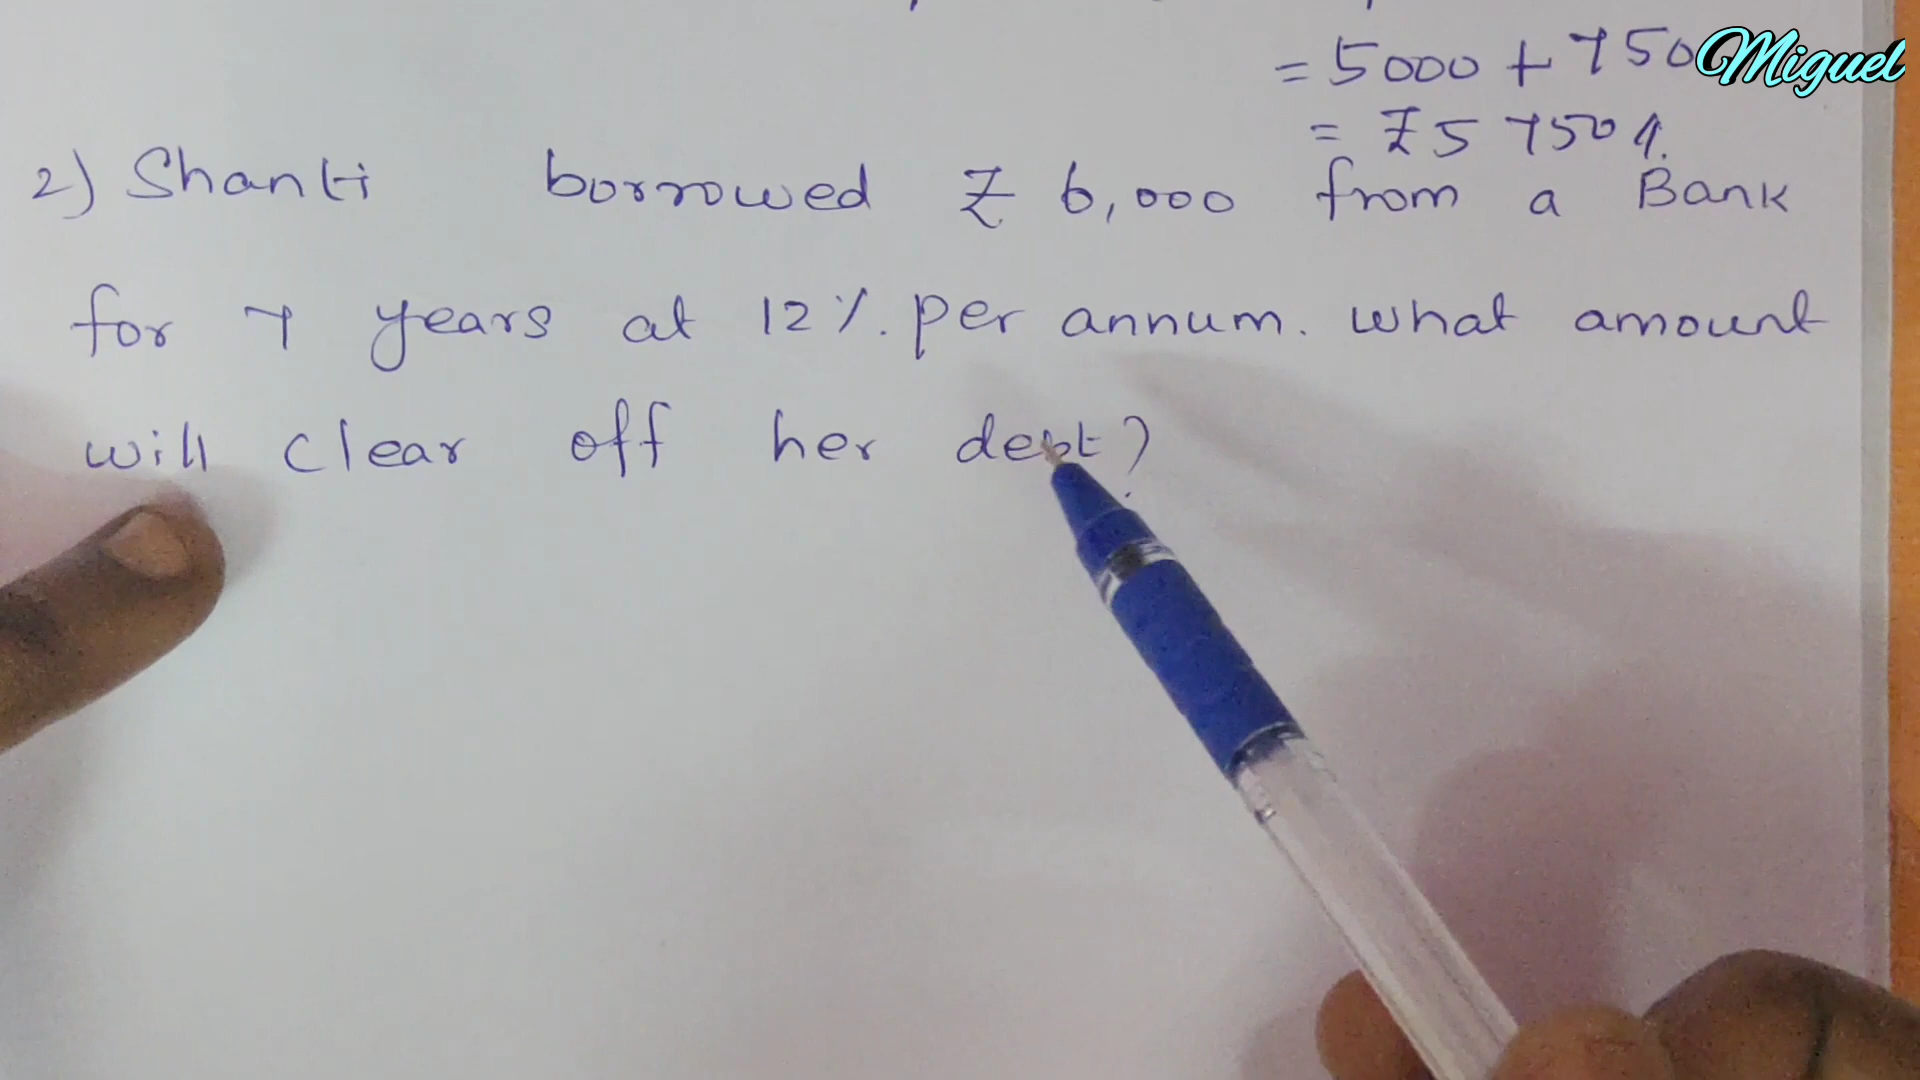 = 5000 + 750
Miguel
= ₹5750/.
2) Shanti borrowed ₹ 6,000 from a Bank
for 7 years at 12%. per annum. what amount
will clear off her debt?